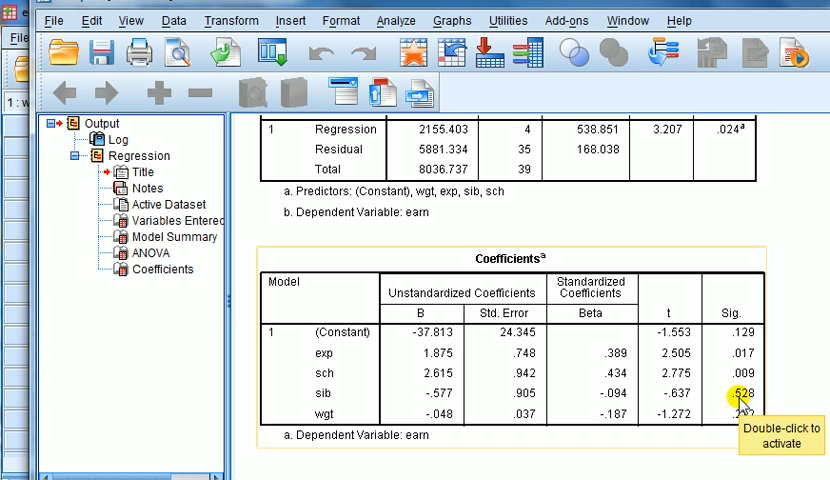 File Edit View Data Transform Insert Format Analyze Graphs Utilities Add-ons Window Help
File
1 : w
Output
Log
Regression
Title
Notes
Active Dataset
Variables Entered
Model Summary
ANOVA
Coefficients
1 Regression 2155.403 4 538.851 3.207 .024a
Residual 5881.334 35 168.038
Total 8036.737 39
a. Predictors: (Constant), wgt, exp, sib, sch
b. Dependent Variable: earn
Coefficientsa
Model Unstandardized Coefficients Standardized Coefficients t Sig.
B Std. Error Beta
1 (Constant) -37.813 24.345 -1.553 .129
exp 1.875 .748 .389 2.505 .017
sch 2.615 .942 .434 2.775 .009
sib -.577 .905 -.094 -.637 .528
wgt -.048 .037 -.187 -1.272
a. Dependent Variable: earn
Double-click to
activate